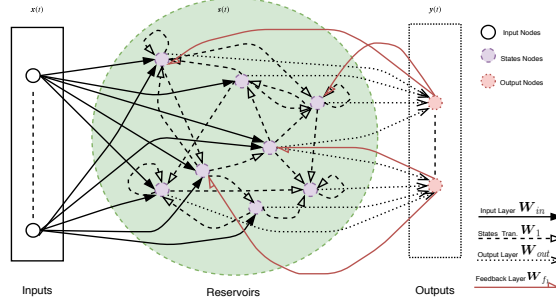 x(t)
s(t)
y(t)
Input Nodes
States Nodes
Output Nodes
Input Layer W_in
States Tran. W_1
Output Layer W_out
Feedback Layer W_f1
Inputs
Reservoirs
Outputs